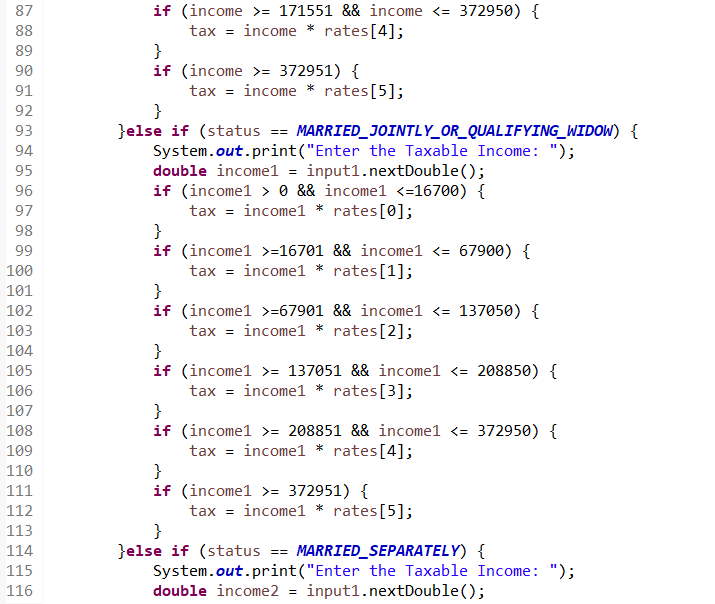 87            if (income >= 171551 && income <= 372950) {
88                tax = income * rates[4];
89            }
90            if (income >= 372951) {
91                tax = income * rates[5];
92            }
93        }else if (status == MARRIED_JOINTLY_OR_QUALIFYING_WIDOW) {
94            System.out.print("Enter the Taxable Income: ");
95            double income1 = input1.nextDouble();
96            if (income1 > 0 && income1 <=16700) {
97                tax = income1 * rates[0];
98            }
99            if (income1 >=16701 && income1 <= 67900) {
100                tax = income1 * rates[1];
101            }
102            if (income1 >=67901 && income1 <= 137050) {
103                tax = income1 * rates[2];
104            }
105            if (income1 >= 137051 && income1 <= 208850) {
106                tax = income1 * rates[3];
107            }
108            if (income1 >= 208851 && income1 <= 372950) {
109                tax = income1 * rates[4];
110            }
111            if (income1 >= 372951) {
112                tax = income1 * rates[5];
113            }
114        }else if (status == MARRIED_SEPARATELY) {
115            System.out.print("Enter the Taxable Income: ");
116            double income2 = input1.nextDouble();